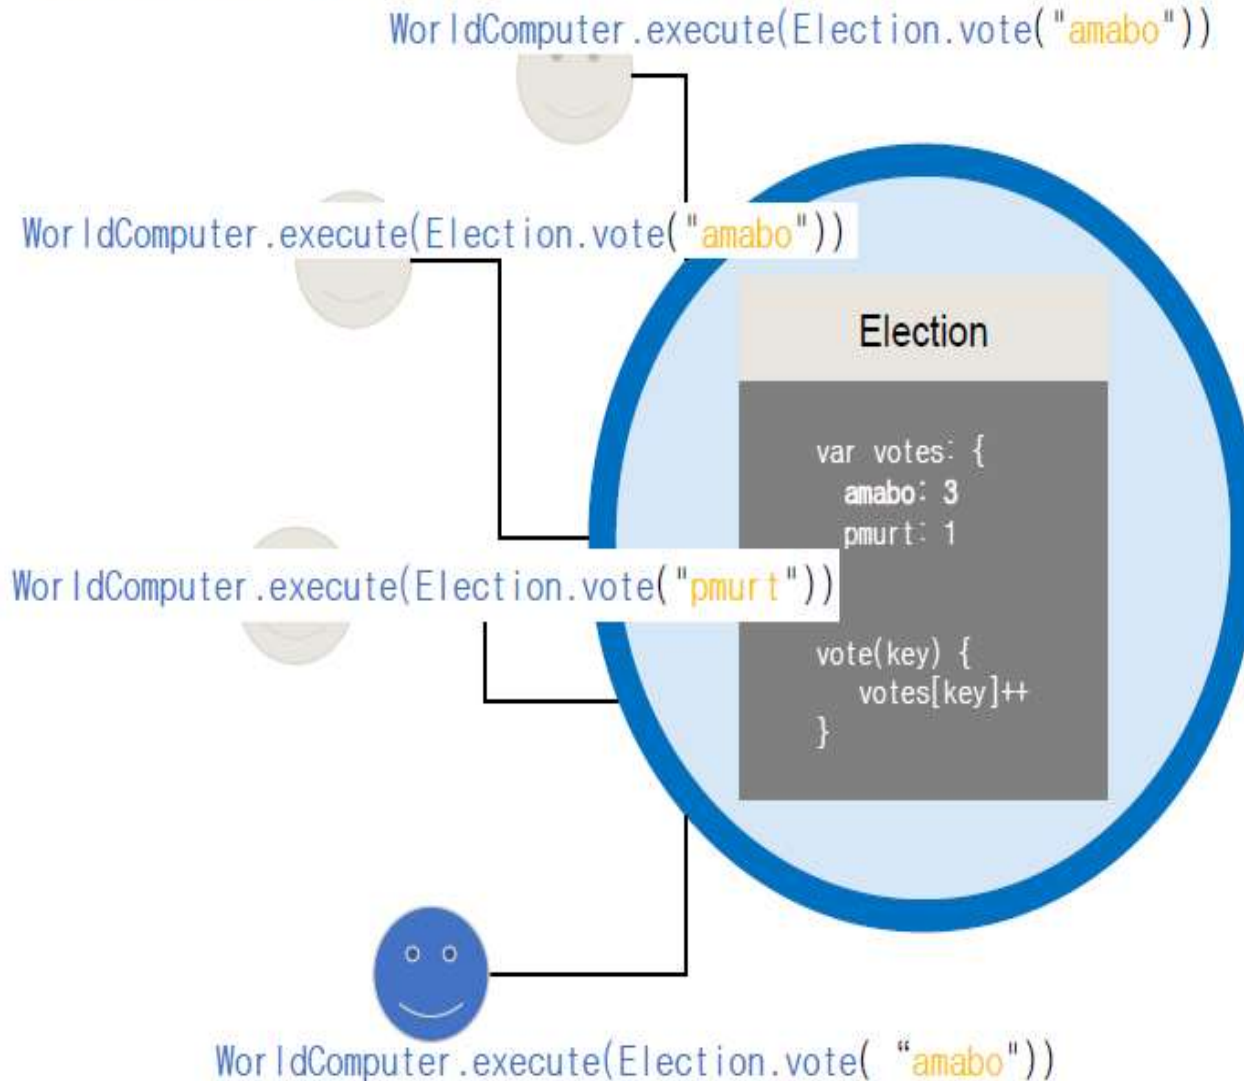 WorldComputer.execute(Election.vote("amabo"))
WorldComputer.execute(Election.vote("amabo"))
Election
var votes: {
amabo: 3
pmurt: 1
WorldComputer.execute(Election.vote("pmurt"))
vote(key) {
votes[key]++
}
WorldComputer.execute(Election.vote( “amabo"))